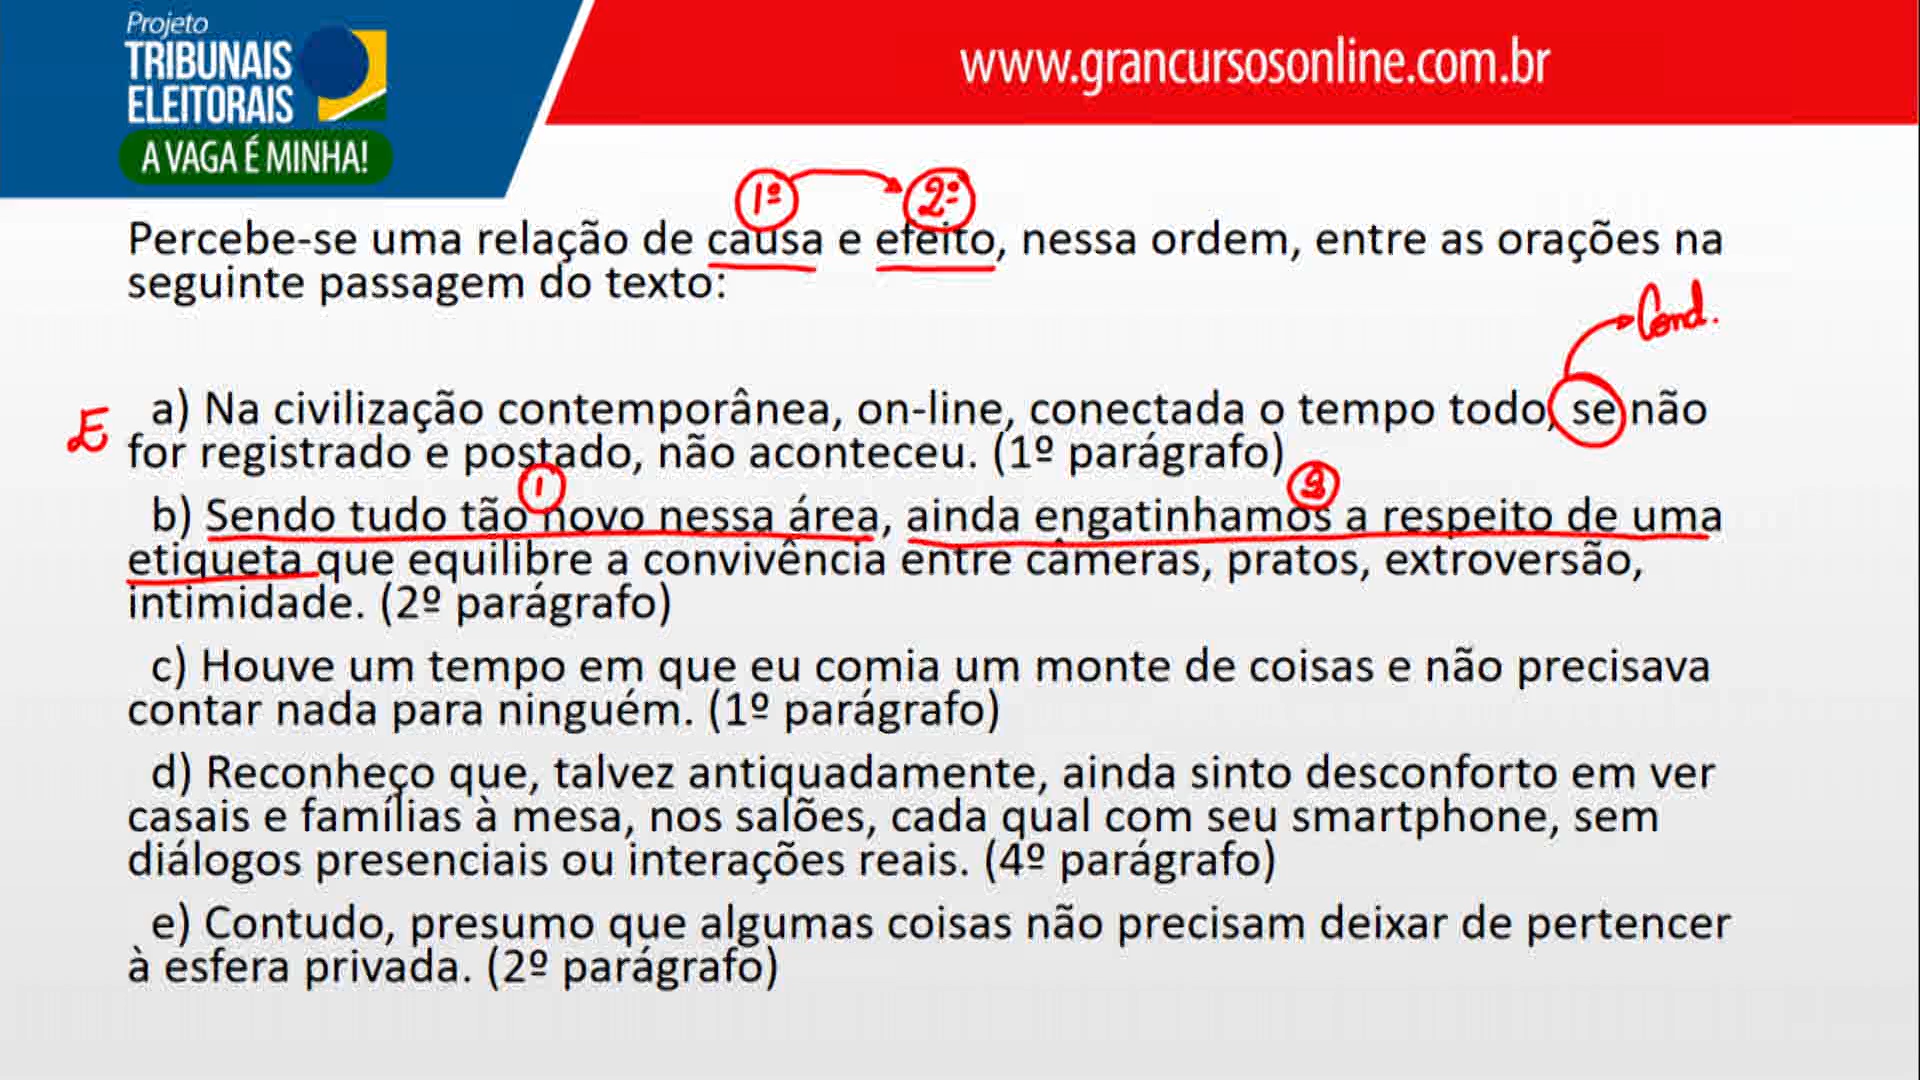 Projeto
TRIBUNAIS
ELEITORAIS
A VAGA É MINHA!
www.grancursosonline.com.br
1º 2º
Percebe-se uma relação de causa e efeito, nessa ordem, entre as orações na
seguinte passagem do texto:
Cond.
E
a) Na civilização contemporânea, on-line, conectada o tempo todo, se não
for registrado e postado, não aconteceu. (1º parágrafo)
1 2
b) Sendo tudo tão novo nessa área, ainda engatinhamos a respeito de uma
etiqueta que equilibre a convivência entre câmeras, pratos, extroversão,
intimidade. (2º parágrafo)
c) Houve um tempo em que eu comia um monte de coisas e não precisava
contar nada para ninguém. (1º parágrafo)
d) Reconheço que, talvez antiquadamente, ainda sinto desconforto em ver
casais e famílias à mesa, nos salões, cada qual com seu smartphone, sem
diálogos presenciais ou interações reais. (4º parágrafo)
e) Contudo, presumo que algumas coisas não precisam deixar de pertencer
à esfera privada. (2º parágrafo)